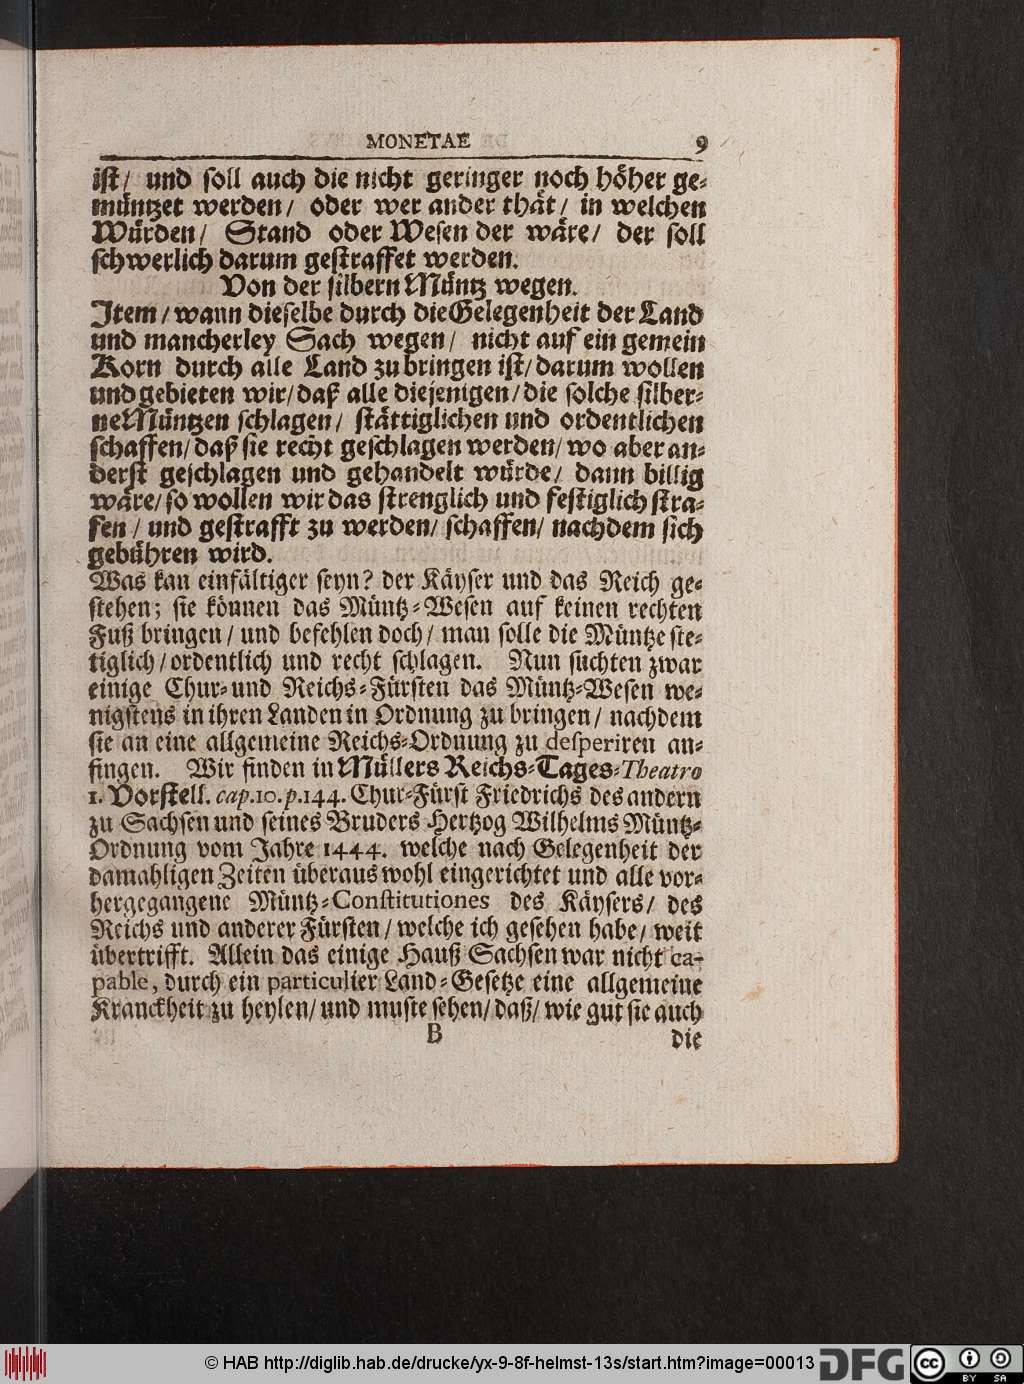 MONETAE 9
ist/ und soll auch die nicht geringer noch höher ge-
müntzet werden/ oder wer ander thät/ in welchen
Würden/ Stand oder Wesen der wäre/ der soll
schwerlich darum gestraffet werden.
Von der silbern Müntz wegen.
Item/ wann dieselbe durch die Gelegenheit der Land
und mancherley Sach wegen/ nicht auf ein gemein
Korn durch alle Land zu bringen ist/ darum wollen
und gebieten wir/ daß alle diejenigen/ die solche silber-
ne Müntzen schlagen/ stättiglichen und ordentlichen
schaffen/ daß sie recht geschlagen werden/ wo aber an-
derst geschlagen und gehandelt würde/ dann billig
wäre/ so wollen wir das strenglich und festiglich stra-
fen/ und gestrafft zu werden/ schaffen/ nachdem sich
gebühren wird.
Was kan einfältiger seyn? der Käyser und das Reich ge-
stehen; sie können das Müntz-Wesen auf keinen rechten
Fuß bringen/ und befehlen doch/ man solle die Müntze ste-
tiglich/ ordentlich und recht schlagen. Nun suchten zwar
einige Chur- und Reichs-Fürsten das Müntz-Wesen we-
nigstens in ihren Landen in Ordnung zu bringen/ nachdem
sie an eine allgemeine Reichs-Ordnung zu desperiren an-
fingen. Wir finden in Müllers Reichs-Tages-Theatro
1. Vorstell. cap. 10. p. 144. Chur-Fürst Friedrichs des andern
zu Sachsen und seines Bruders Hertzog Wilhelms Müntz-
Ordnung vom Jahre 1444. welche nach Gelegenheit der
damahligen Zeiten überaus wohl eingerichtet und alle vor-
hergegangene Müntz-Constitutiones des Käysers/ des
Reichs und anderer Fürsten/ welche ich gesehen habe/ weit
übertrifft. Allein das einige Hauß Sachsen war nicht ca-
pable, durch ein particulier Land-Gesetze eine allgemeine
Kranckheit zu heylen/ und muste sehen/ daß/ wie gut sie auch
B die
© HAB http://diglib.hab.de/drucke/yx-9-8f-helmst-13s/start.htm?image=00013 DFG cc BY SA